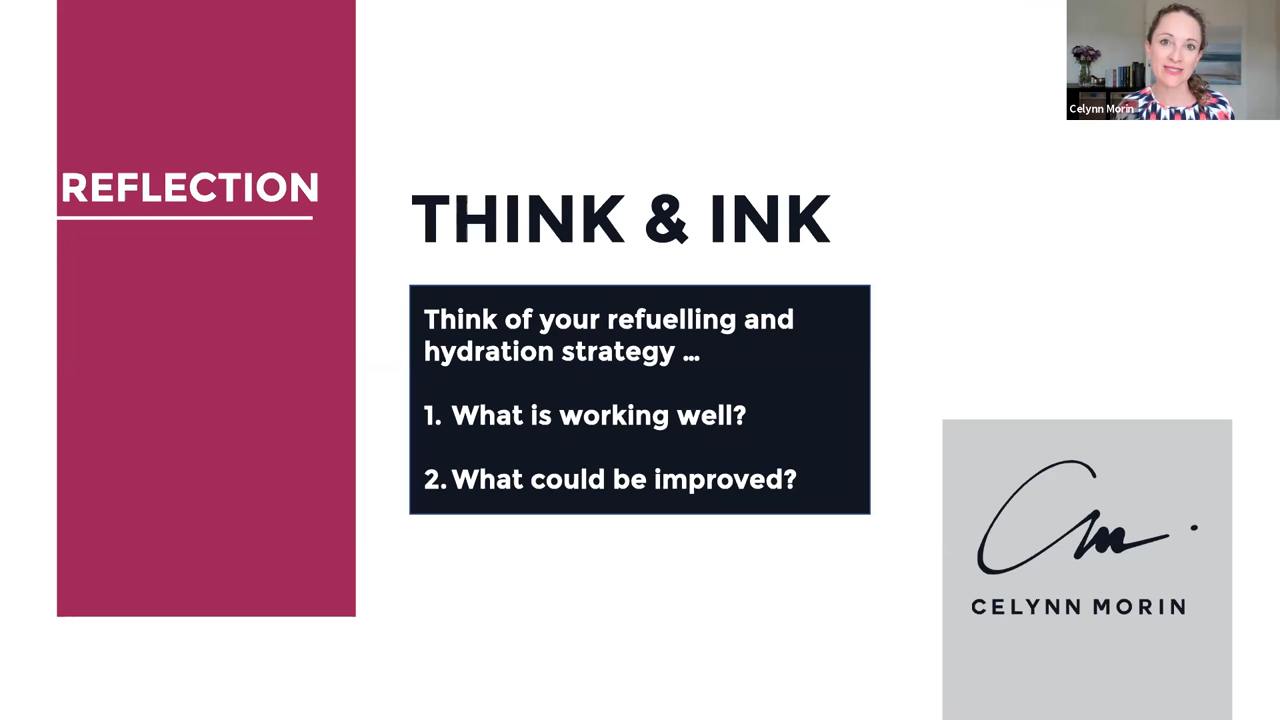 Celynn Morin
REFLECTION
THINK & INK
Think of your refuelling and
hydration strategy ...
1. What is working well?
2. What could be improved?
Cm.
CELYNN MORIN